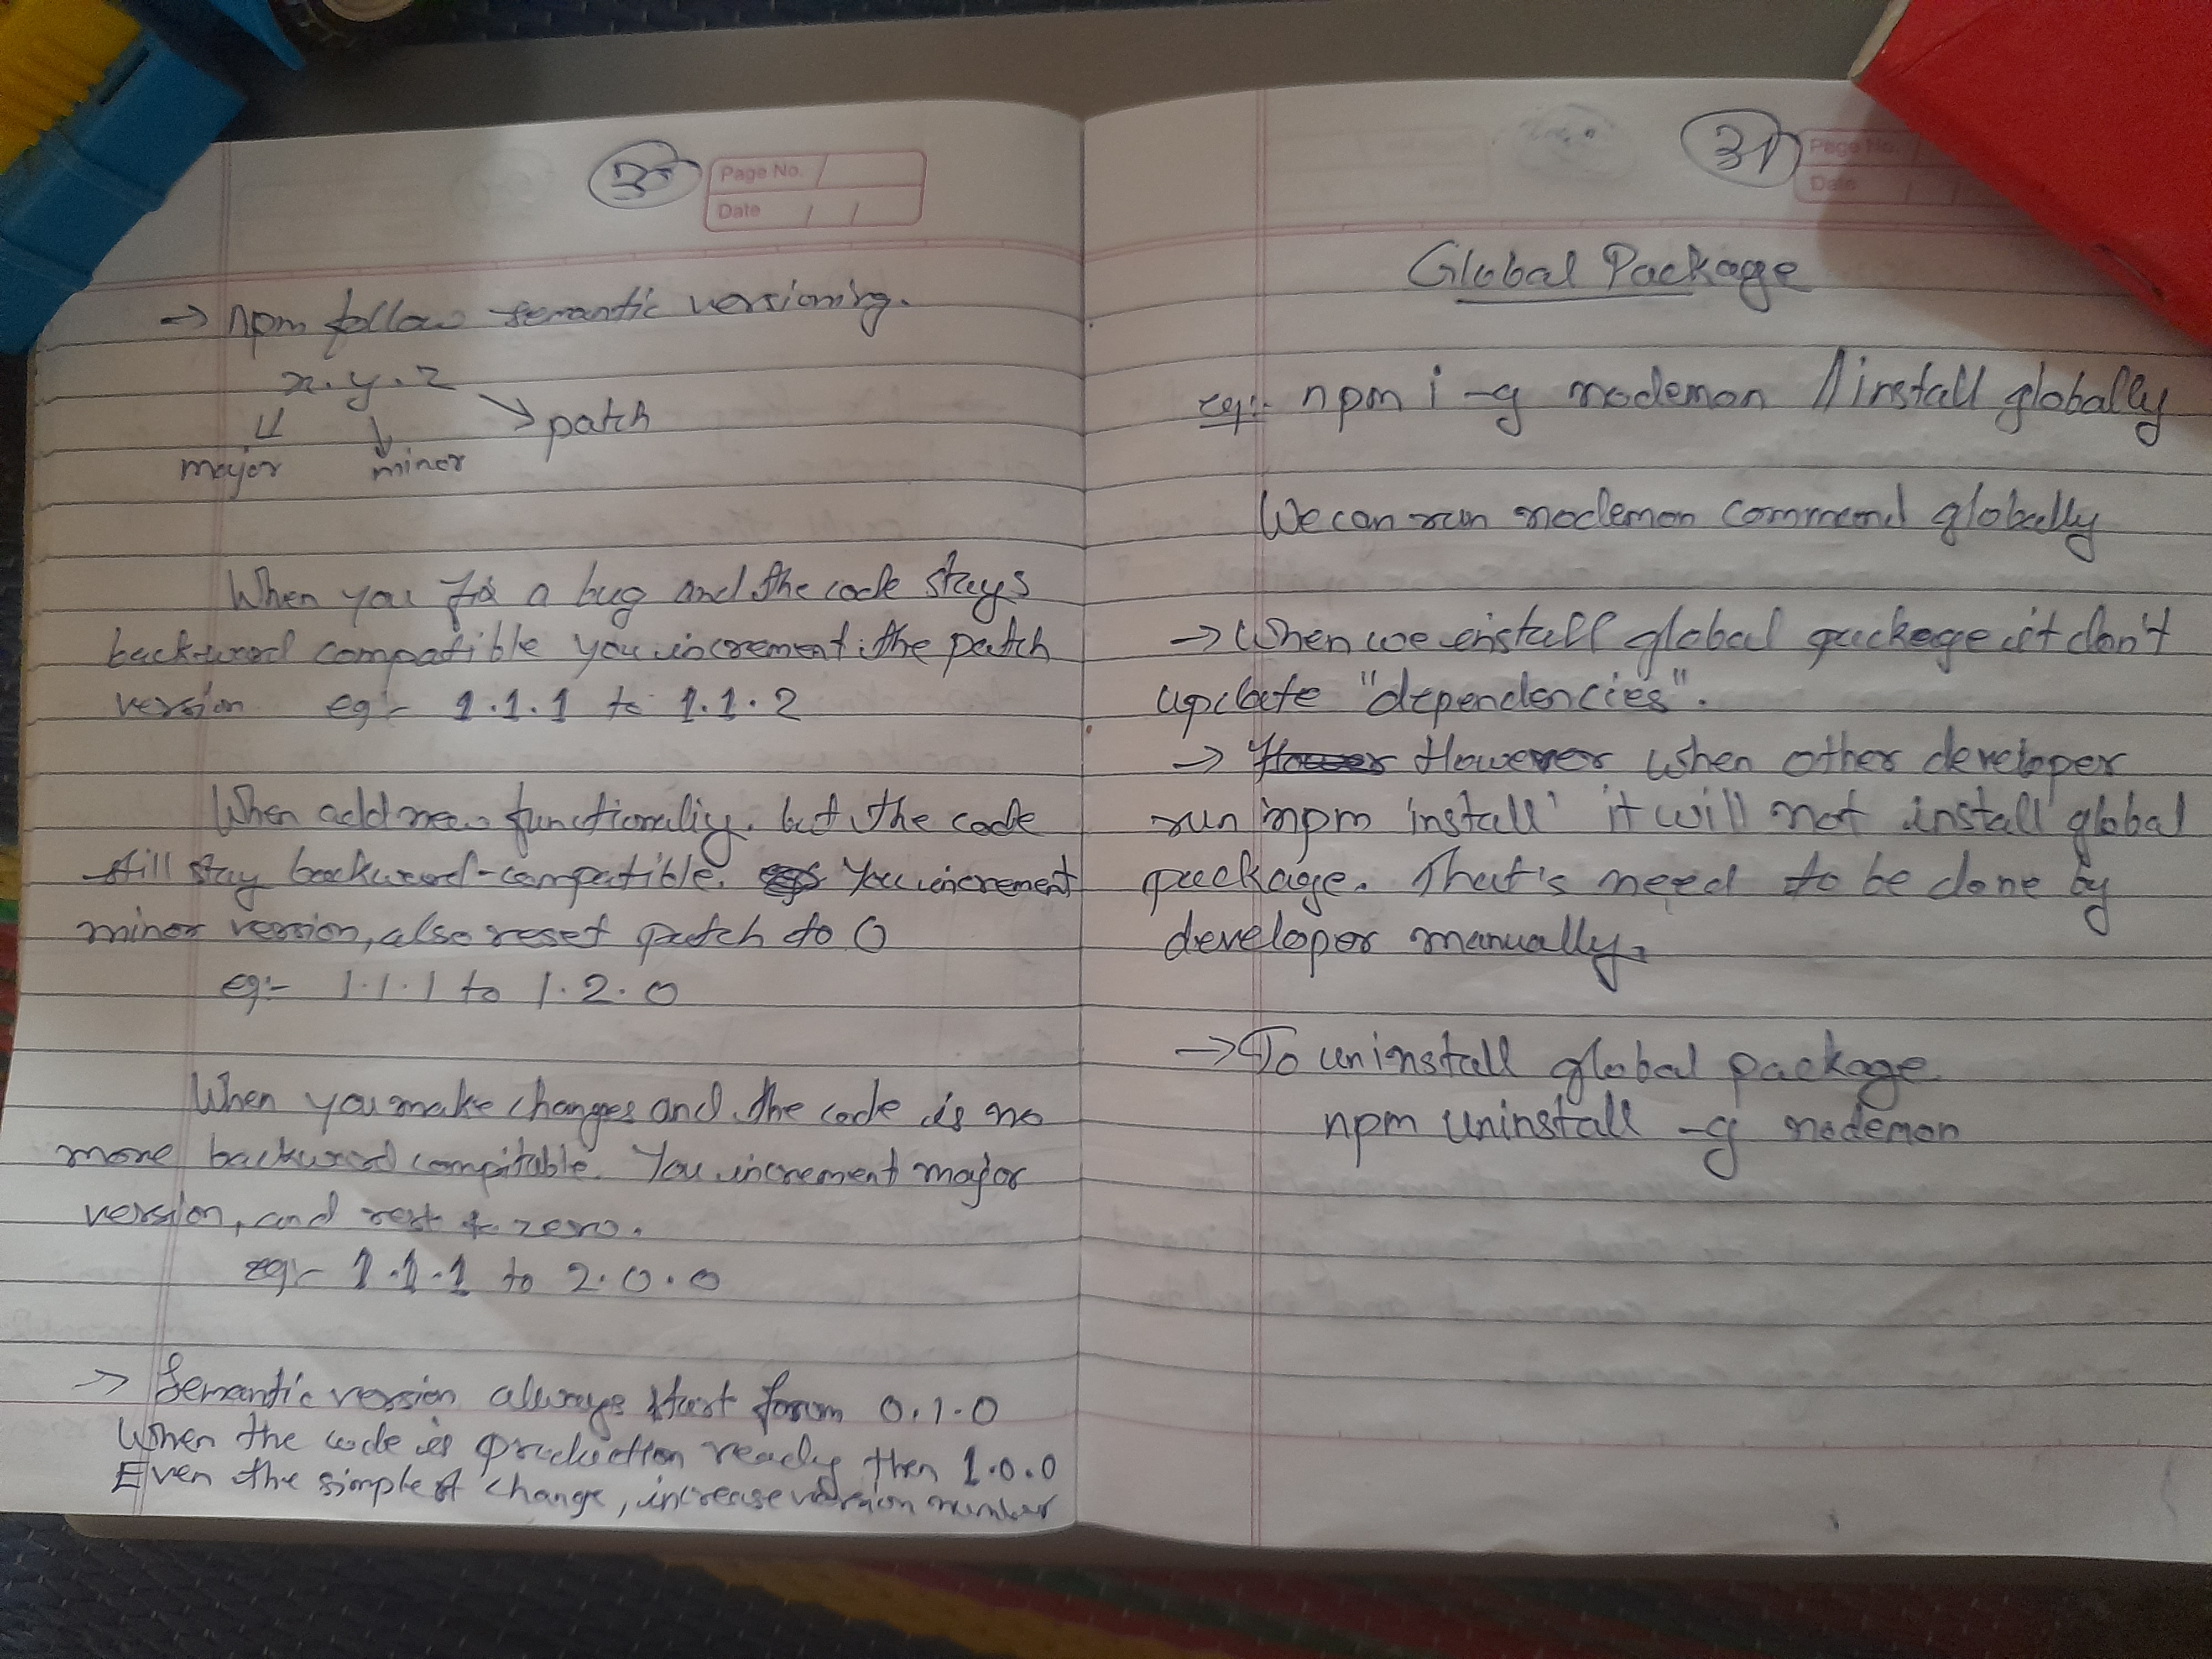 30
Page No.
Date
→ npm follow semantic versioning.
x.y.z
patch
major minor
When you fix a bug and the code stays
backword compatible you increment the patch
version eg:- 1.1.1 to 1.1.2
When add new functionaliy. but the code
still stay backword-compatible. You increment
minor version, also reset patch to 0
eg:- 1.1.1 to 1.2.0
When you make changes and the code is no
more backword compitable. You increment major
version, and rest to zero.
eg:- 1.1.1 to 2.0.0
→ Semantic version always start form 0.1.0
When the code is production ready then 1.0.0
Even the simplest change, increase version number
31
Page No.
Date
Global Package
eg:- npm i -g nodemon //install globally
We can run nodemon command globally
→ When we install global package it don't
update "dependencies".
→ However when other developer
run 'npm install' it will not install global
package. That's need to be done by
developer manually.
→ To uninstall global package
npm uninstall -g nodemon